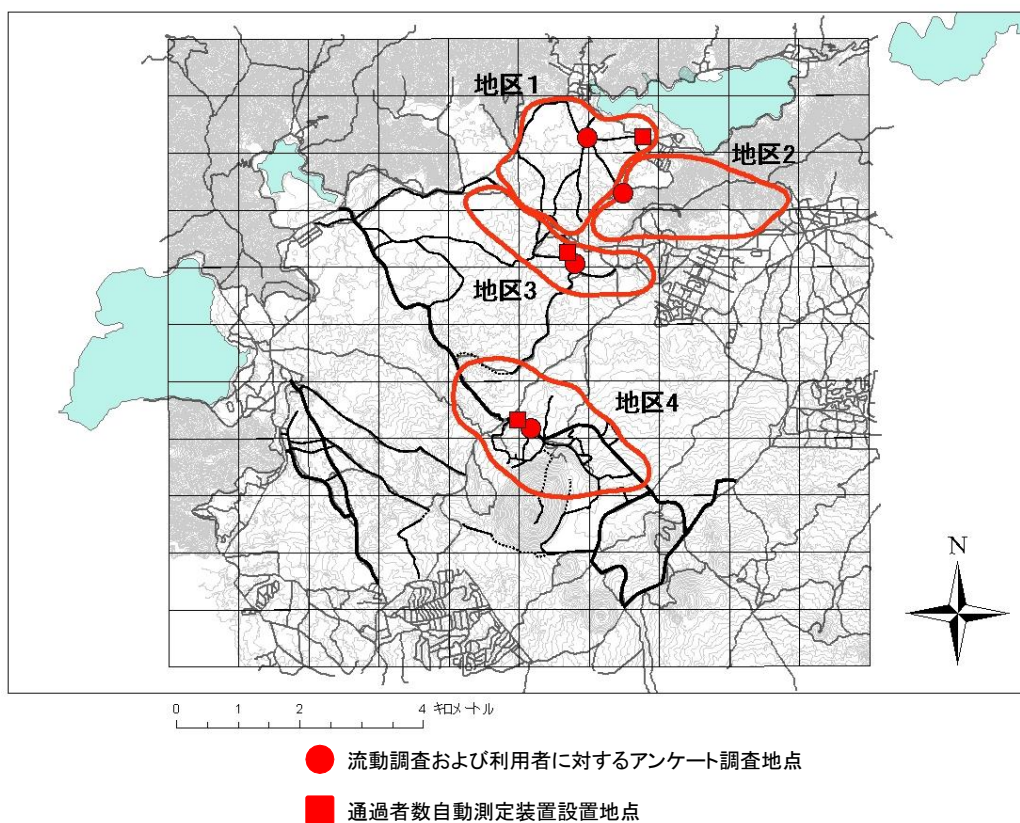 地区1
地区2
地区3
地区4
N
0 1 2 4 キロメートル
流動調査および利用者に対するアンケート調査地点
通過者数自動測定装置設置地点